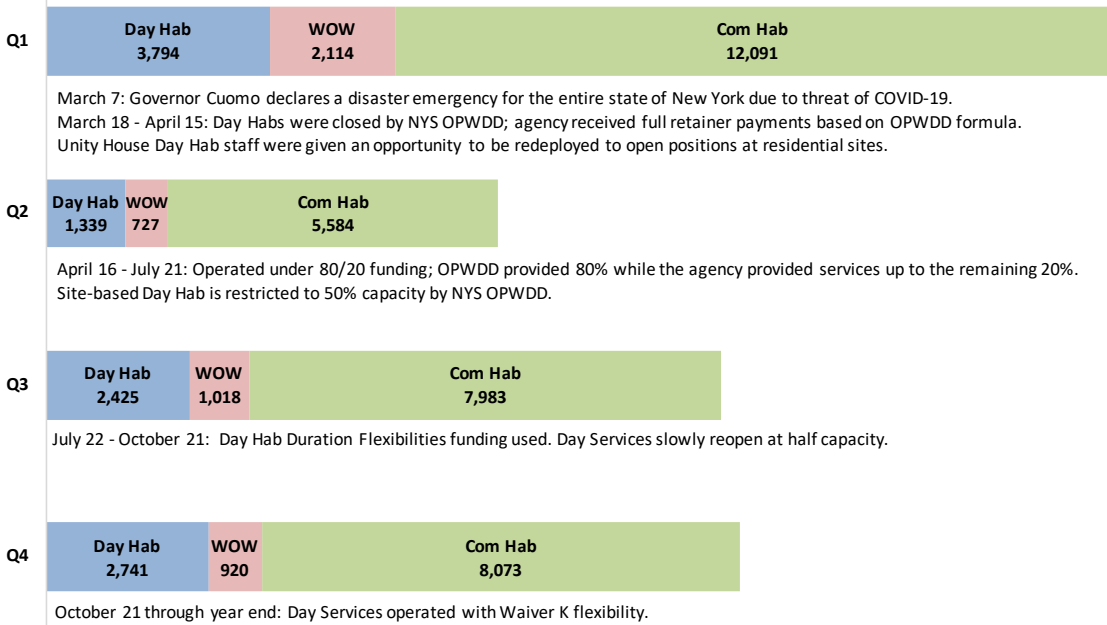 Q1
Day Hab WOW Com Hab
3,794 2,114 12,091
March 7: Governor Cuomo declares a disaster emergency for the entire state of New York due to threat of COVID-19.
March 18 - April 15: Day Habs were closed by NYS OPWDD; agency received full retainer payments based on OPWDD formula.
Unity House Day Hab staff were given an opportunity to be redeployed to open positions at residential sites.
Q2
Day Hab WOW Com Hab
1,339 727 5,584
April 16 - July 21: Operated under 80/20 funding; OPWDD provided 80% while the agency provided services up to the remaining 20%.
Site-based Day Hab is restricted to 50% capacity by NYS OPWDD.
Q3
Day Hab WOW Com Hab
2,425 1,018 7,983
July 22 - October 21: Day Hab Duration Flexibilities funding used. Day Services slowly reopen at half capacity.
Q4
Day Hab WOW Com Hab
2,741 920 8,073
October 21 through year end: Day Services operated with Waiver K flexibility.